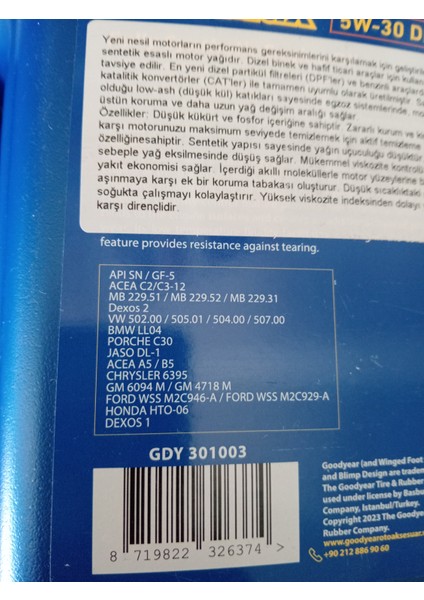 5W-30 D
Yeni nesil motorların performans gereksinimlerini karşılamak için geliştiril
sentetik esaslı motor yağıdır. Dizel binek ve hafif ticari araçlar için kullan
tavsiye edilir. En yeni dizel partikül filtreleri (DPF'ler) ve benzinli araçlarda
katalitik konvertörler (CAT'ler) ile tamamen uyumlu olarak üretilmiştir. S
olduğu low-ash (düşük kül) katkıları sayesinde egzoz sistemlerinde, mo
üstün koruma ve daha uzun yağ değişim aralığı sağlar.
Özellikler: Düşük kükürt ve fosfor içeriğine sahiptir. Zararlı kurum ve k
karşı motorunuzu maksimum seviyede temizlemek için aktif temizleme
özelliğinesahiptir. Sentetik yapısı sayesinde yağın uçuculuğu düşüktür
sebeple yağ eksilmesinde düşüş sağlar. Mükemmel viskozite kontrolü
yakıt ekonomisi sağlar. İçerdiği akıllı moleküllerle motor yüzeylerine b
aşınmaya karşı ek bir koruma tabakası oluşturur. Düşük sıcaklıktaki
soğukta çalışmayı kolaylaştırır. Yüksek viskozite indeksinden dolayı
karşı dirençlidir.
feature provides resistance against tearing.
API SN / GF-5
ACEA C2/C3-12
MB 229.51 / MB 229.52 / MB 229.31
Dexos 2
VW 502.00 / 505.01 / 504.00 / 507.00
BMW LL04
PORCHE C30
JASO DL-1
ACEA A5 / B5
CHRYSLER 6395
GM 6094 M / GM 4718 M
FORD WSS M2C946-A / FORD WSS M2C929-A
HONDA HTO-06
DEXOS 1
GDY 301003
8 719822 326374 >
Goodyear (and Winged Foot
and Blimp Design are tradem
The Goodyear Tire & Rubber
used under license by Basbu
Company, Istanbul/Turkey.
Copyright 2023 The Goodye
Rubber Company.
www.goodyearotoaksesuar.
+90 212 886 90 60